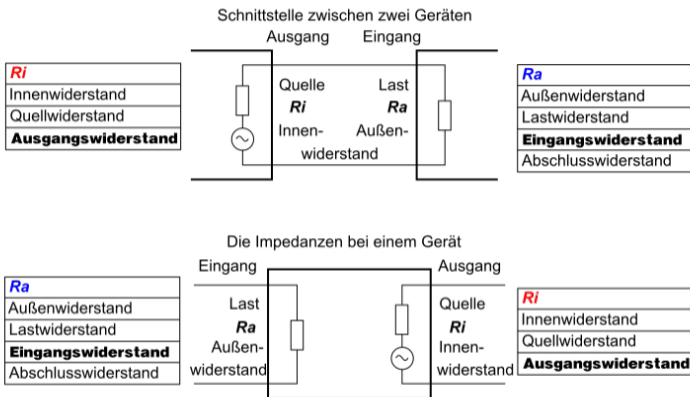 Schnittstelle zwischen zwei Geräten
Ausgang Eingang
Ri
Innenwiderstand
Quellwiderstand
Ausgangswiderstand
Quelle Last
Ri Ra
Innen- Außen-
widerstand
Ra
Außenwiderstand
Lastwiderstand
Eingangswiderstand
Abschlusswiderstand
Die Impedanzen bei einem Gerät
Eingang Ausgang
Ra
Außenwiderstand
Lastwiderstand
Eingangswiderstand
Abschlusswiderstand
Last Quelle
Ra Ri
Außen- Innen-
widerstand widerstand
Ri
Innenwiderstand
Quellwiderstand
Ausgangswiderstand